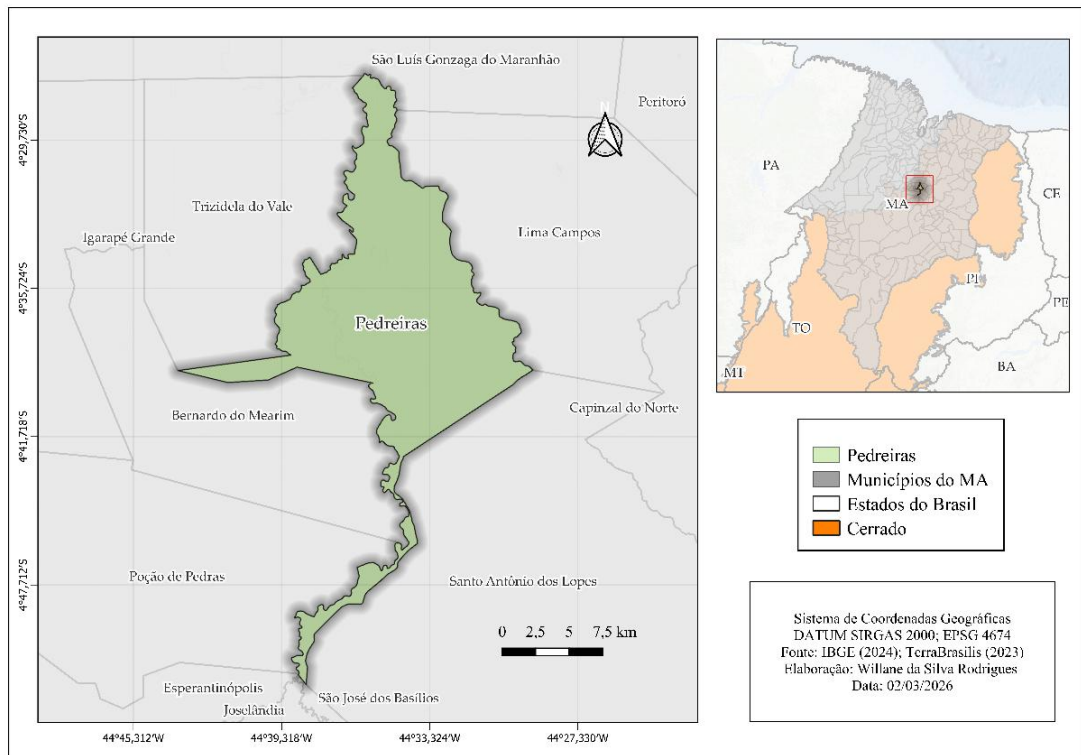 São Luís Gonzaga do Maranhão
Peritoró
N
Trizidela do Vale
Igarapé Grande
Lima Campos
Pedreiras
Bernardo do Mearim
Capinzal do Norte
Poção de Pedras
Santo Antônio dos Lopes
0 2,5 5 7,5 km
Esperantinópolis
São José dos Basílios
Joselândia
4°29,730'S
4°35,724'S
4°41,718'S
4°47,712'S
44°45,312'W 44°39,318'W 44°33,324'W 44°27,330'W
PA
CE
MA
PI
PE
TO
BA
MT
Pedreiras
Municípios do MA
Estados do Brasil
Cerrado
Sistema de Coordenadas Geográficas
DATUM SIRGAS 2000; EPSG 4674
Fonte: IBGE (2024); TerraBrasilis (2023)
Elaboração: Willane da Silva Rodrigues
Data: 02/03/2026